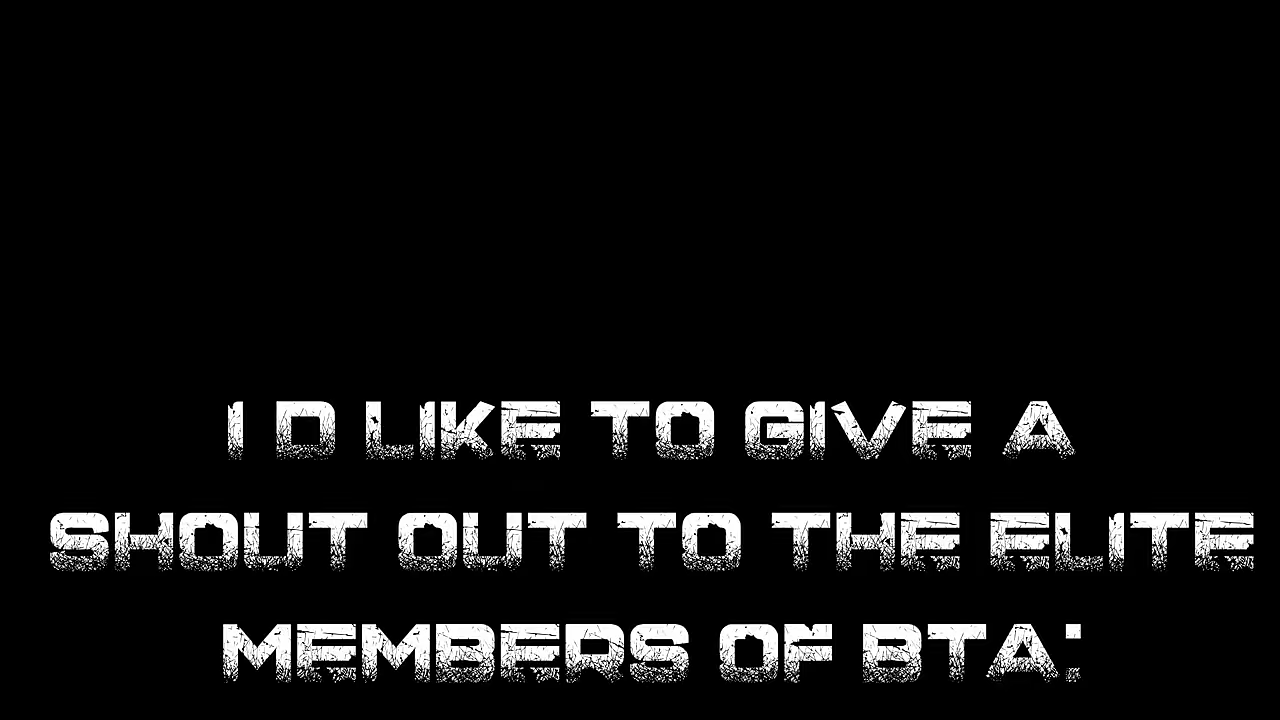 I D LIKE TO GIVE A
SHOUT OUT TO THE ELITE
MEMBERS OF BTA: